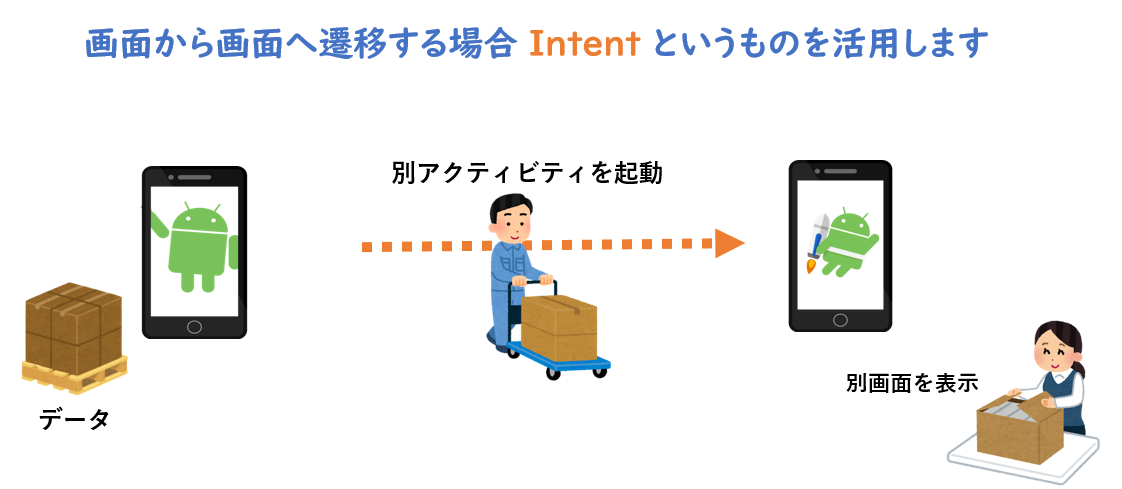 画面から画面へ遷移する場合 Intent というものを活用します
別アクティビティを起動
別画面を表示
データ